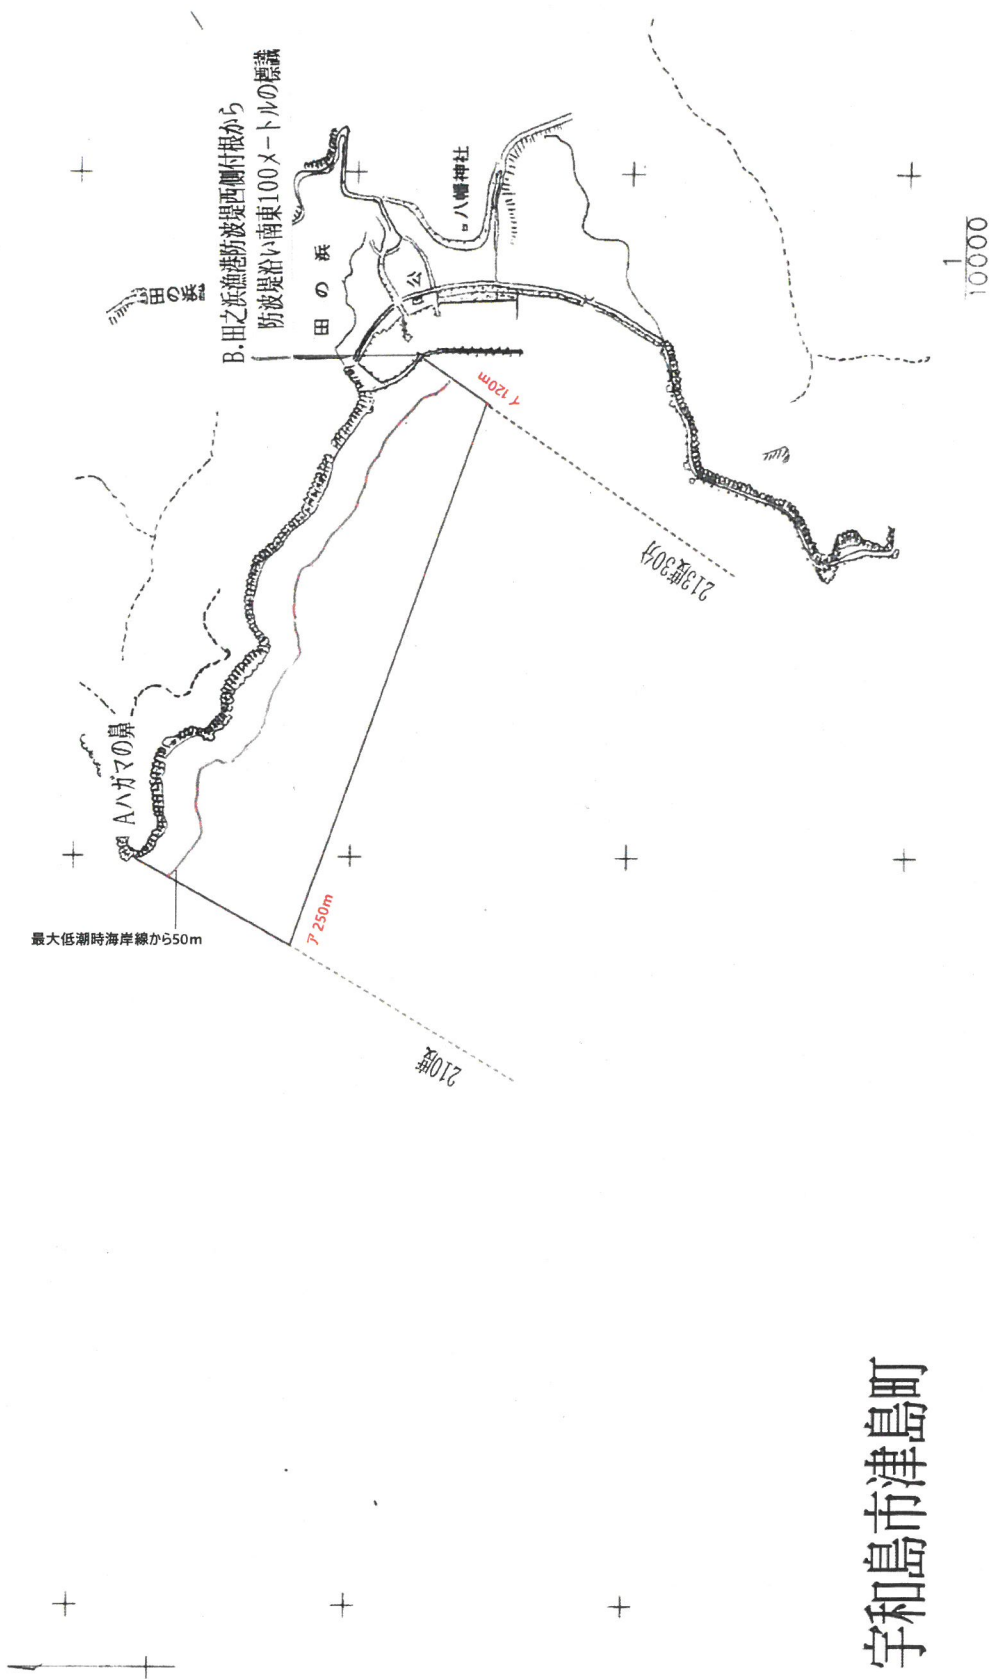 B.田之浜漁港防波堤西側付根から
防波堤沿い南東100メートルの標識
田の浜
田の浜
公
八幡神社
Aハガマの鼻
最大低潮時海岸線から50m
ア 250m
イ 120m
210度
213度30分
1
10000
宇和島市津島町